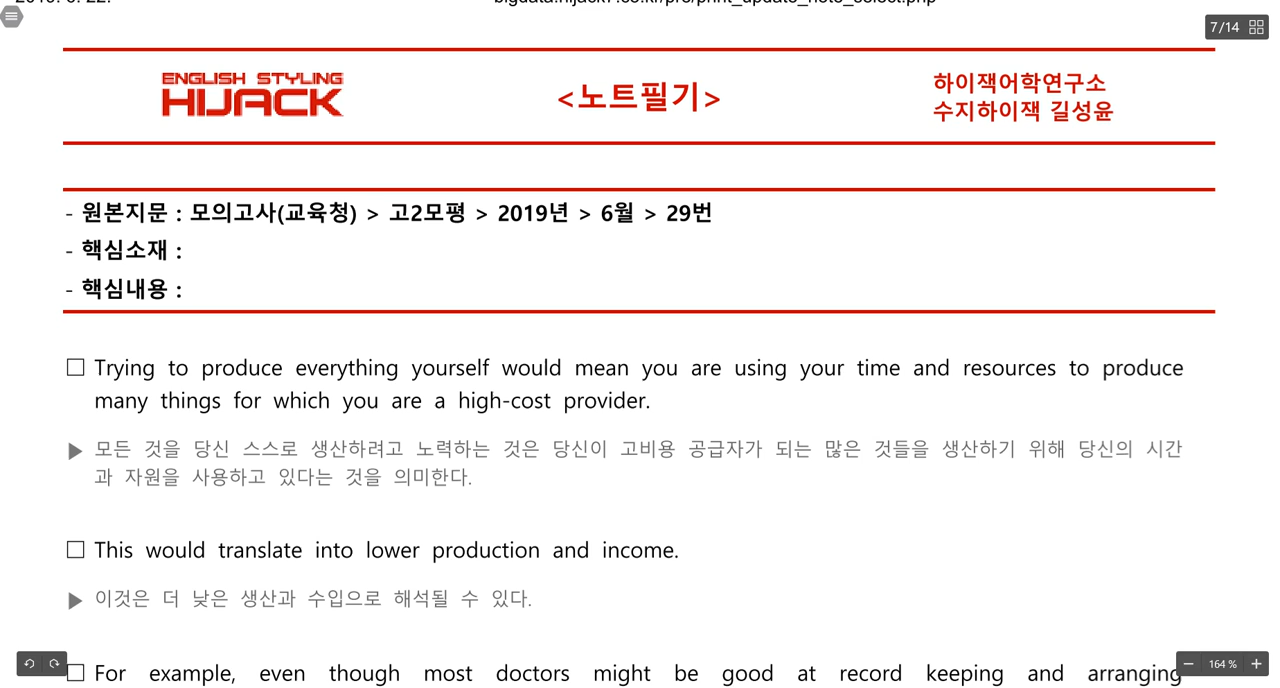 bigdata.hijack7.co.kr/pro/print_update_note_select.php
7/14
ENGLISH STYLING
HIJACK
<노트필기>
하이잭어학연구소
수지하이잭 길성윤
- 원본지문 : 모의고사(교육청) > 고2모평 > 2019년 > 6월 > 29번
- 핵심소재 :
- 핵심내용 :
□ Trying to produce everything yourself would mean you are using your time and resources to produce
many things for which you are a high-cost provider.
▶ 모든 것을 당신 스스로 생산하려고 노력하는 것은 당신이 고비용 공급자가 되는 많은 것들을 생산하기 위해 당신의 시간
과 자원을 사용하고 있다는 것을 의미한다.
□ This would translate into lower production and income.
▶ 이것은 더 낮은 생산과 수입으로 해석될 수 있다.
□ For example, even though most doctors might be good at record keeping and arranging
164 %